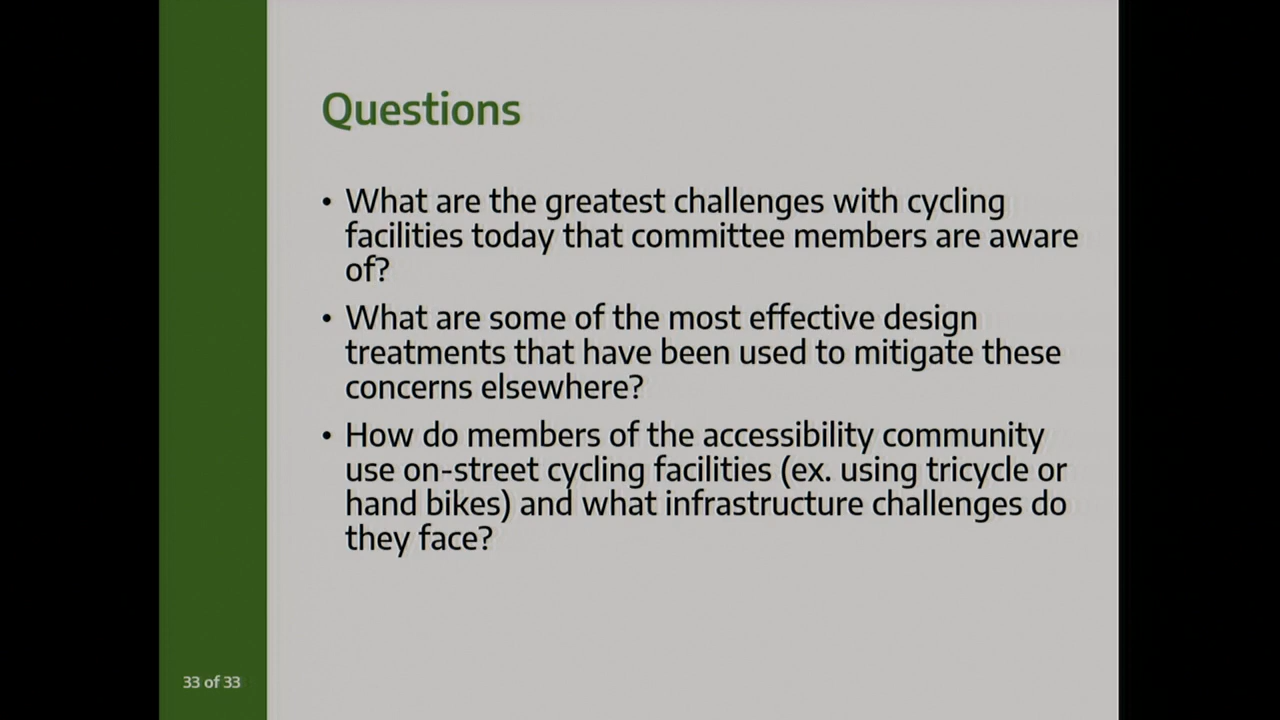 Questions
• What are the greatest challenges with cycling
facilities today that committee members are aware
of?
• What are some of the most effective design
treatments that have been used to mitigate these
concerns elsewhere?
• How do members of the accessibility community
use on-street cycling facilities (ex. using tricycle or
hand bikes) and what infrastructure challenges do
they face?
33 of 33